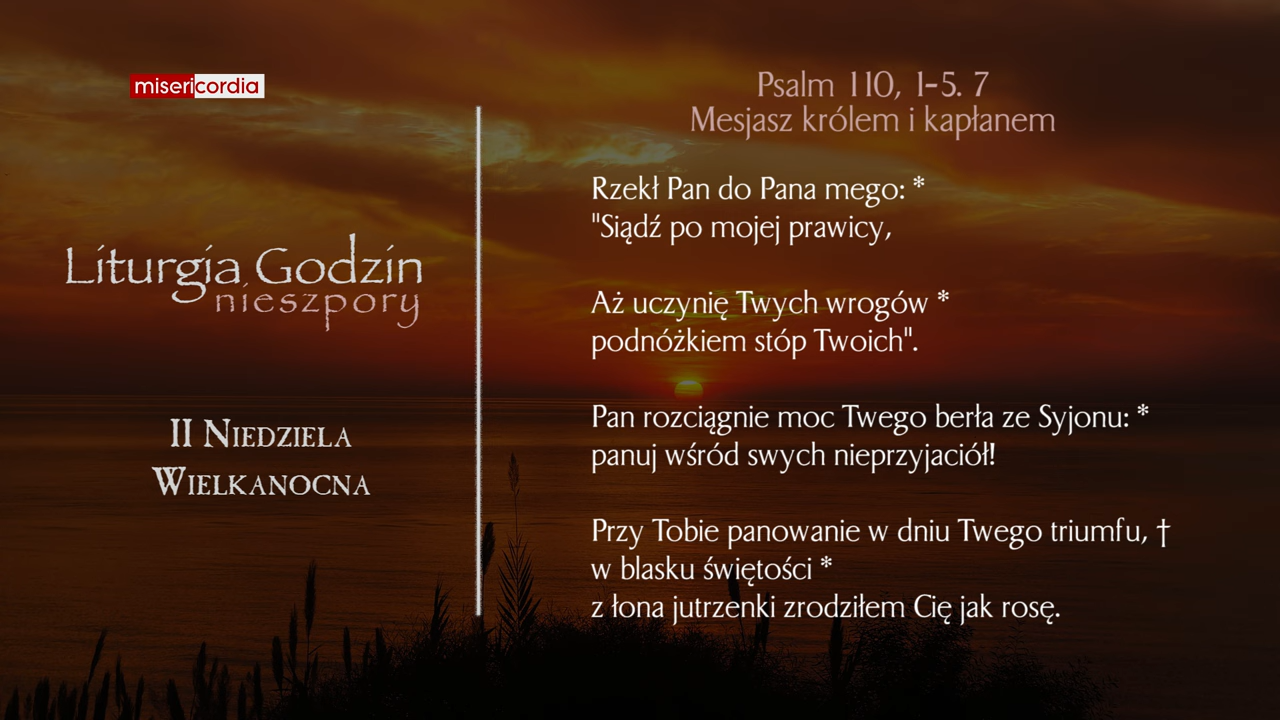 misericordia
Liturgia Godzin
nieszpory
II Niedziela
Wielkanocna
Psalm 110, 1-5. 7
Mesjasz królem i kapłanem
Rzekł Pan do Pana mego: *
"Siądź po mojej prawicy,
Aż uczynię Twych wrogów *
podnóżkiem stóp Twoich".
Pan rozciągnie moc Twego berła ze Syjonu: *
panuj wśród swych nieprzyjaciół!
Przy Tobie panowanie w dniu Twego triumfu, †
w blasku świętości *
z łona jutrzenki zrodziłem Cię jak rosę.